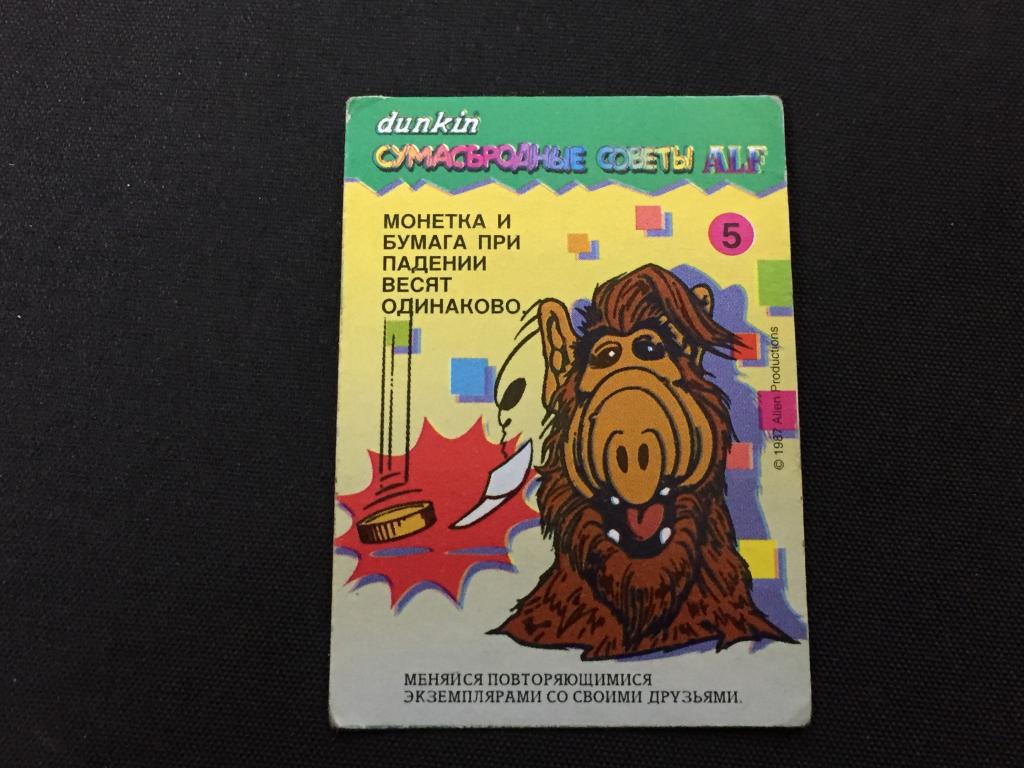 dunkin
СУМАСБРОДНЫЕ СОВЕТЫ ALF
МОНЕТКА И
БУМАГА ПРИ
ПАДЕНИИ
ВЕСЯТ
ОДИНАКОВО.
5
© 1987 Alien Productions
МЕНЯЙСЯ ПОВТОРЯЮЩИМИСЯ
ЭКЗЕМПЛЯРАМИ СО СВОИМИ ДРУЗЬЯМИ.